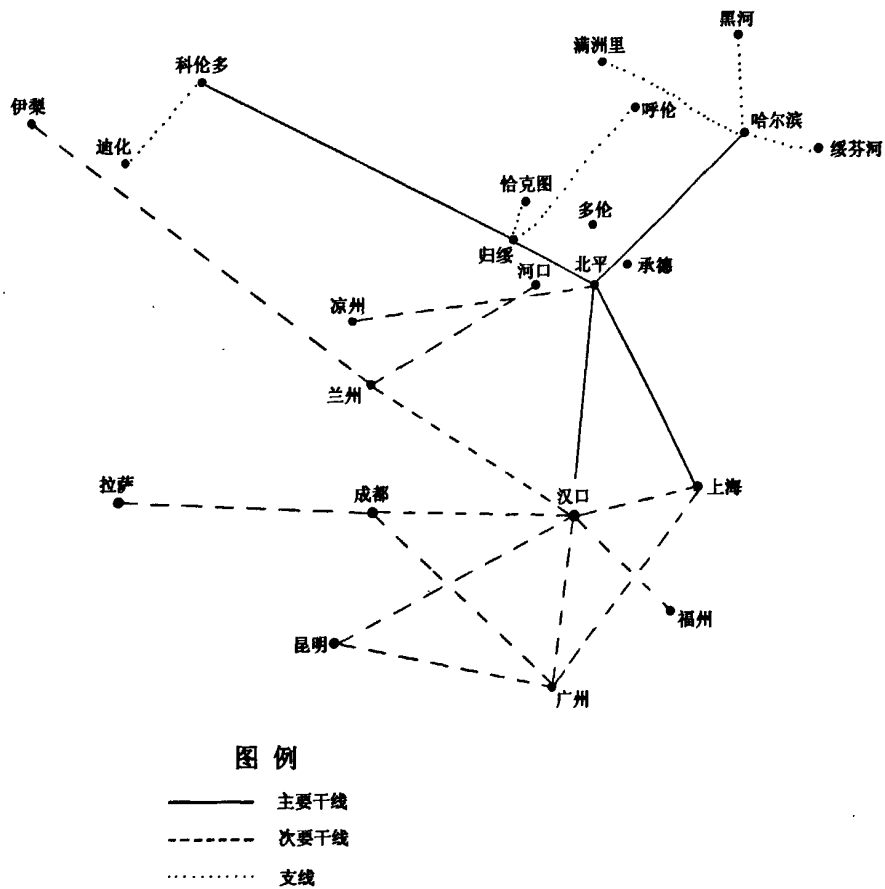 黑河
满洲里
科伦多
伊犁
呼伦
哈尔滨
迪化
绥芬河
恰克图
多伦
归绥
北平
承德
河口
凉州
兰州
拉萨
成都
汉口
上海
福州
昆明
广州
图 例
主要干线
次要干线
支线